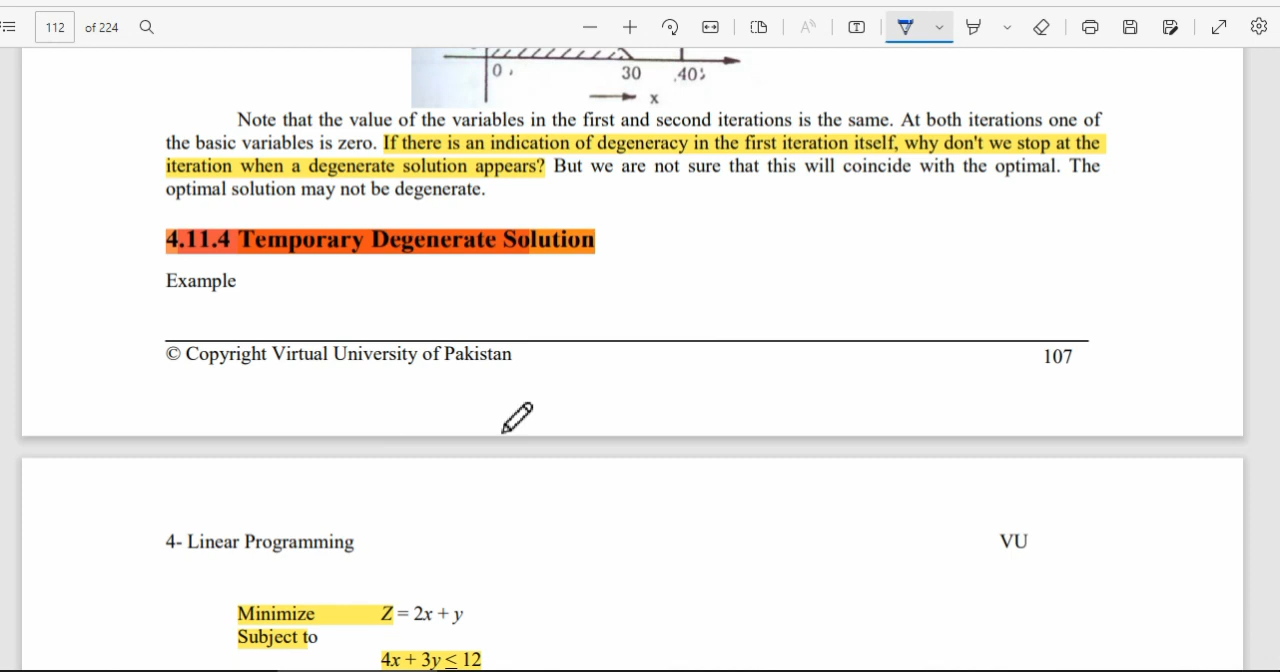 112 of 224
0
30 40
x
Note that the value of the variables in the first and second iterations is the same. At both iterations one of
the basic variables is zero. If there is an indication of degeneracy in the first iteration itself, why don't we stop at the
iteration when a degenerate solution appears? But we are not sure that this will coincide with the optimal. The
optimal solution may not be degenerate.
4.11.4 Temporary Degenerate Solution
Example
© Copyright Virtual University of Pakistan 107
4- Linear Programming VU
Minimize Z = 2x + y
Subject to
4x + 3y ≤ 12